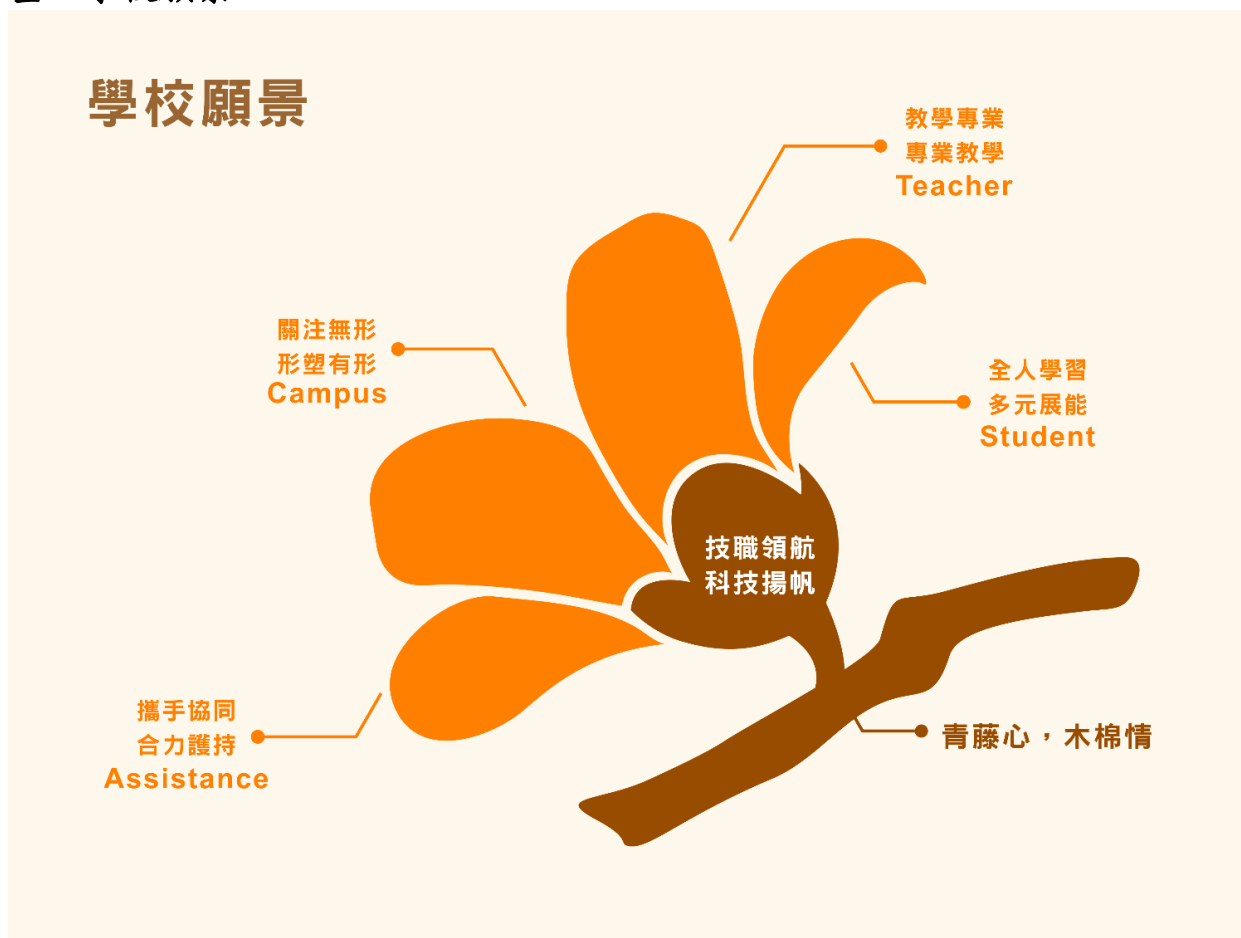 學校願景
教學專業
專業教學
Teacher
關注無形
形塑有形
Campus
全人學習
多元展能
Student
技職領航
科技揚帆
攜手協同
合力護持
Assistance
青藤心，木棉情